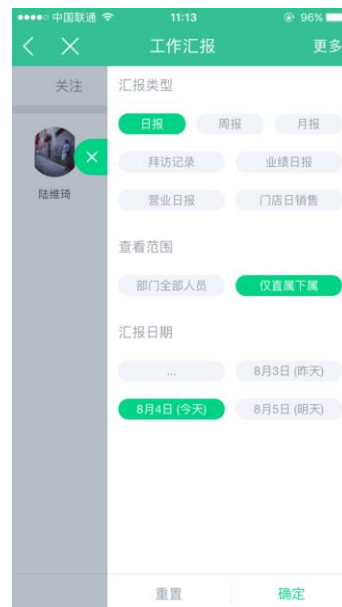 中国联通 11:13 96%
工作汇报 更多
关注
陆维琦
汇报类型
日报 周报 月报
拜访记录 业绩日报
营业日报 门店日销售
查看范围
部门全部人员 仅直属下属
汇报日期
... 8月3日 (昨天)
8月4日 (今天) 8月5日 (明天)
重置 确定